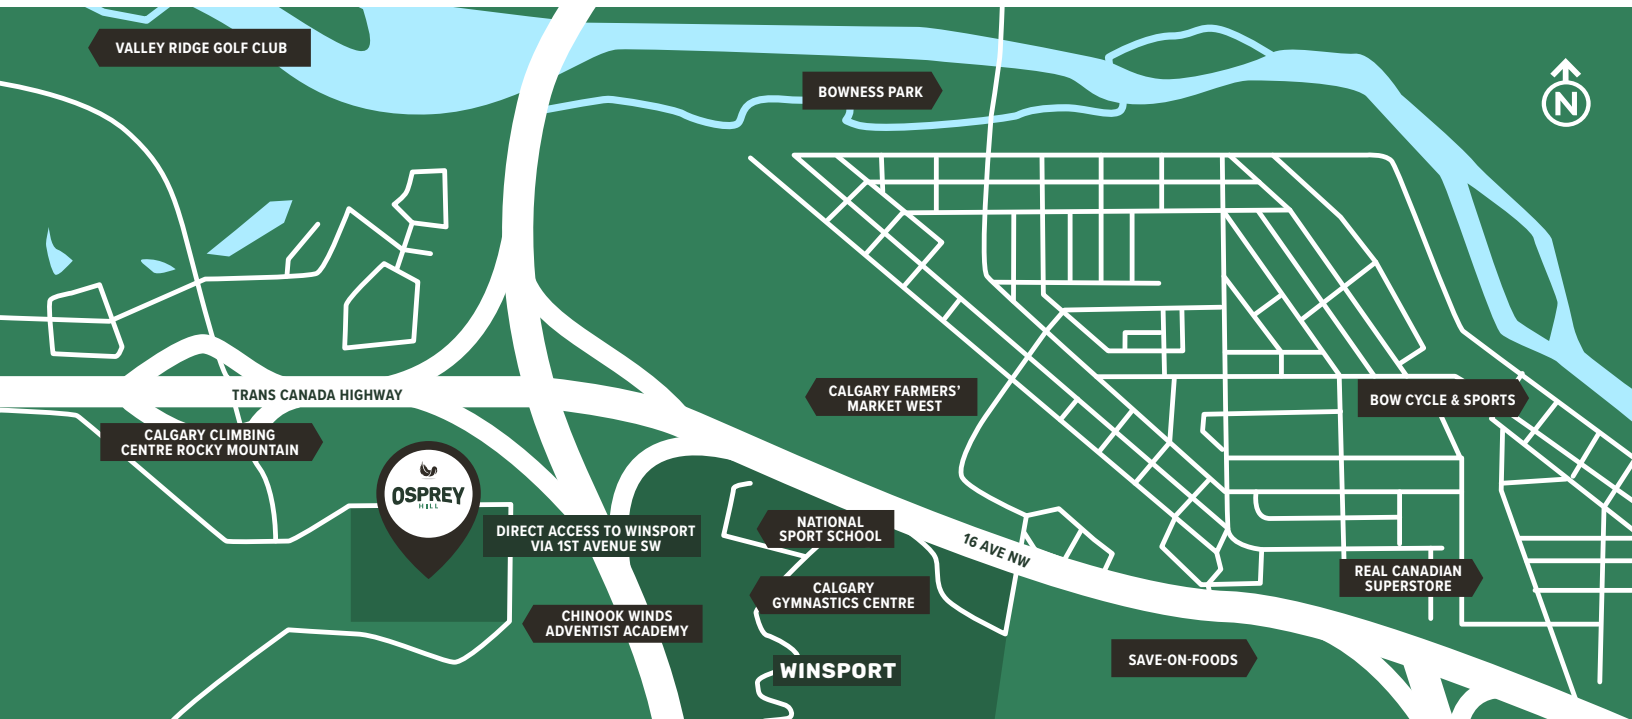 VALLEY RIDGE GOLF CLUB
BOWNESS PARK
N
TRANS CANADA HIGHWAY
CALGARY FARMERS'
MARKET WEST
BOW CYCLE & SPORTS
CALGARY CLIMBING
CENTRE ROCKY MOUNTAIN
OSPREY
HILL
DIRECT ACCESS TO WINSPORT
VIA 1ST AVENUE SW
NATIONAL
SPORT SCHOOL
16 AVE NW
REAL CANADIAN
SUPERSTORE
CALGARY
GYMNASTICS CENTRE
CHINOOK WINDS
ADVENTIST ACADEMY
SAVE-ON-FOODS
WINSPORT